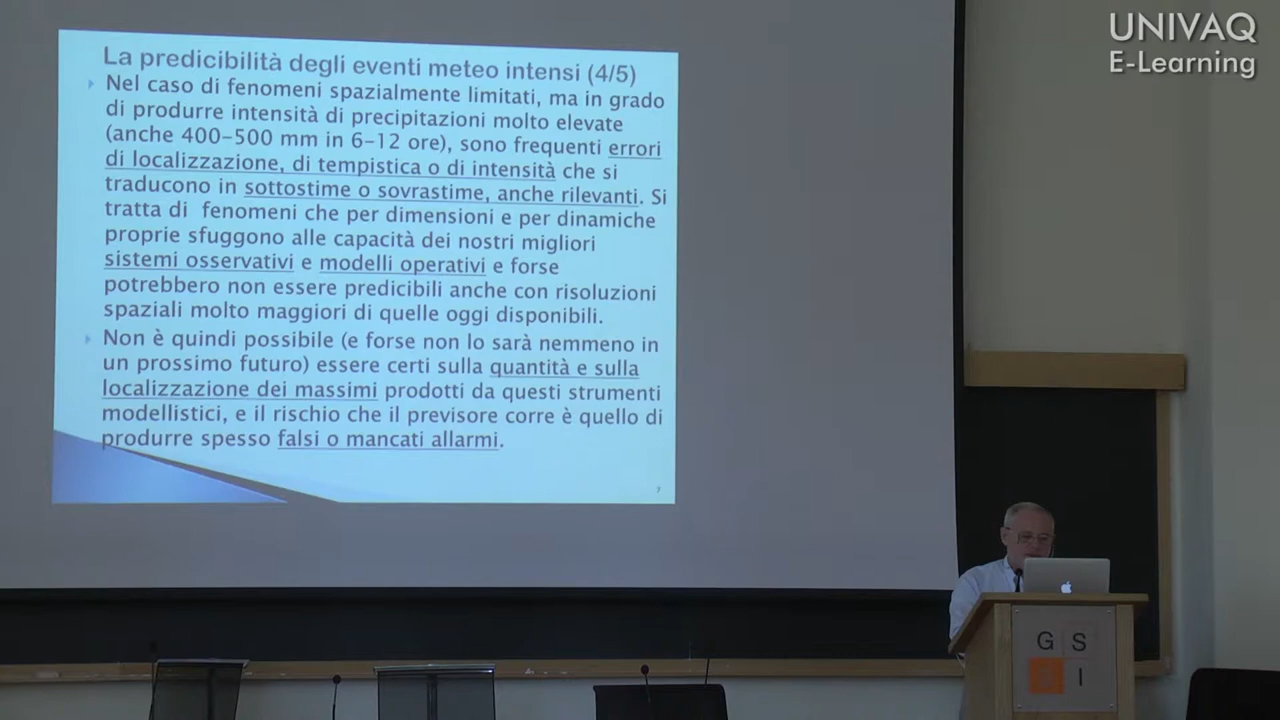 UNIVAQ
E-Learning
La predicibilità degli eventi meteo intensi (4/5)
Nel caso di fenomeni spazialmente limitati, ma in grado
di produrre intensità di precipitazioni molto elevate
(anche 400-500 mm in 6-12 ore), sono frequenti errori
di localizzazione, di tempistica o di intensità che si
traducono in sottostime o sovrastime, anche rilevanti. Si
tratta di fenomeni che per dimensioni e per dinamiche
proprie sfuggono alle capacità dei nostri migliori
sistemi osservativi e modelli operativi e forse
potrebbero non essere predicibili anche con risoluzioni
spaziali molto maggiori di quelle oggi disponibili.
Non è quindi possibile (e forse non lo sarà nemmeno in
un prossimo futuro) essere certi sulla quantità e sulla
localizzazione dei massimi prodotti da questi strumenti
modellistici, e il rischio che il previsore corre è quello di
produrre spesso falsi o mancati allarmi.
7
G S
I